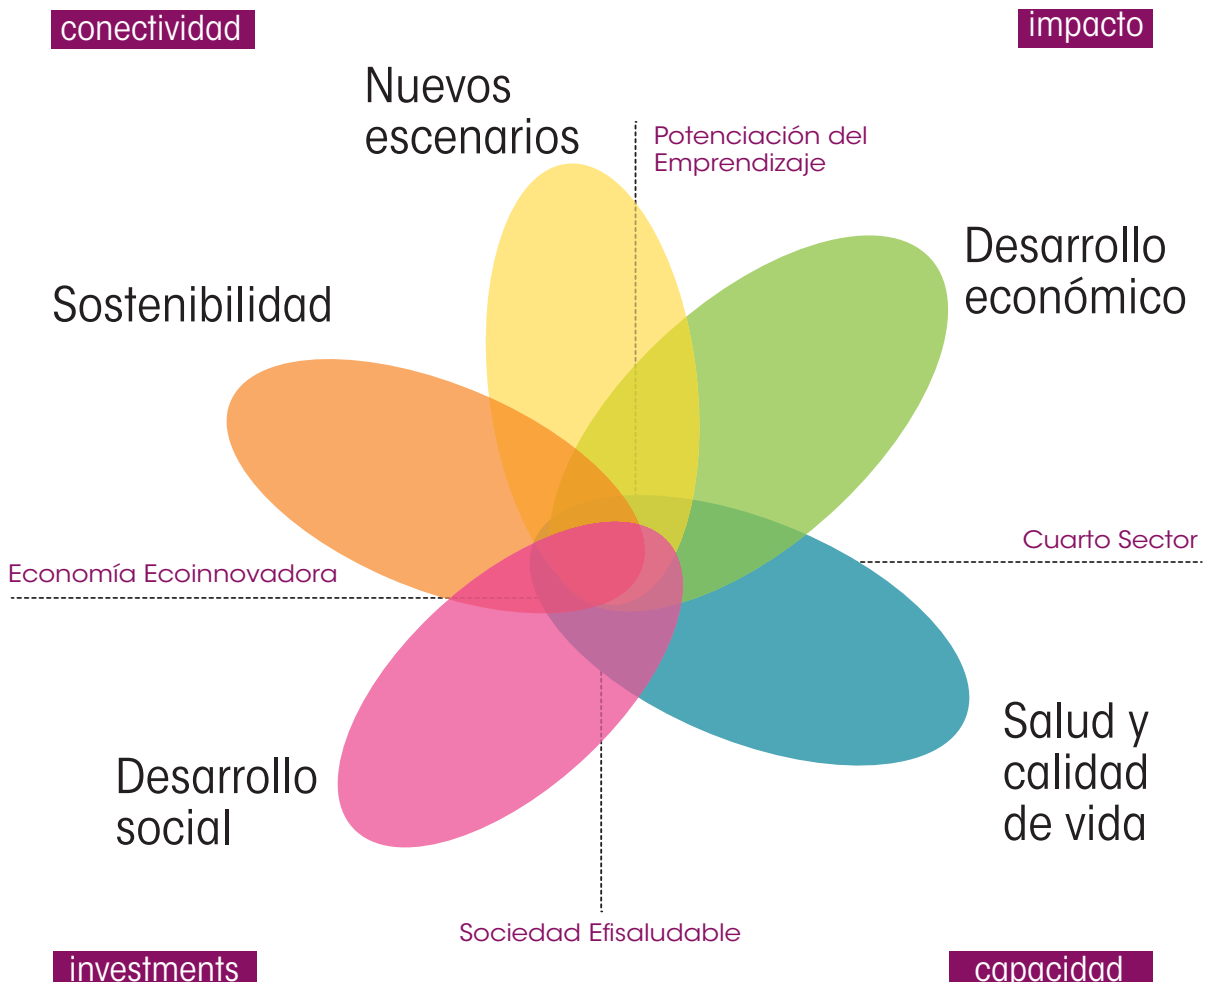 conectividad
impacto
Nuevos
escenarios
Potenciación del
Emprendizaje
Desarrollo
económico
Sostenibilidad
Cuarto Sector
Economía Ecoinnovadora
Salud y
calidad
de vida
Desarrollo
social
Sociedad Efisaludable
investments
capacidad